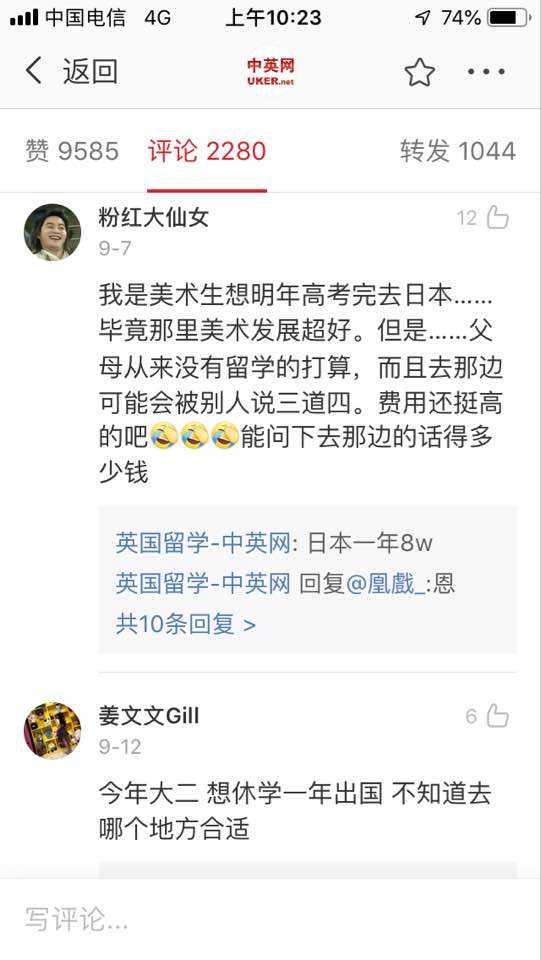 中国电信 4G 上午10:23 74%
返回 中英网
UKER.net
赞 9585 评论 2280 转发 1044
粉红大仙女 12
9-7
我是美术生想明年高考完去日本……
毕竟那里美术发展超好。但是……父
母从来没有留学的打算，而且去那边
可能会被别人说三道四。费用还挺高
的吧🤣🤣🤣能问下去那边的话得多
少钱
英国留学-中英网: 日本一年8w
英国留学-中英网 回复@凰戲_:恩
共10条回复 >
姜文文Gill 6
9-12
今年大二 想休学一年出国 不知道去
哪个地方合适
写评论...